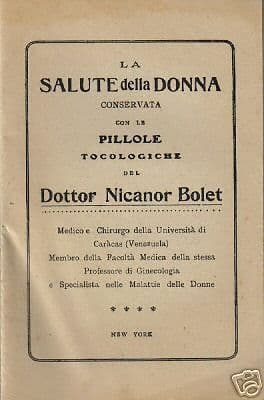 LA
SALUTE della DONNA
CONSERVATA
CON LE
PILLOLE
TOCOLOGICHE
DEL
Dottor Nicanor Bolet
Medico e Chirurgo della Università di
Caràcas (Venezuela)
Membro della Facoltà Medica della stessa
Professore di Ginecologia
e Specialista nelle Malattie delle Donne
NEW YORK